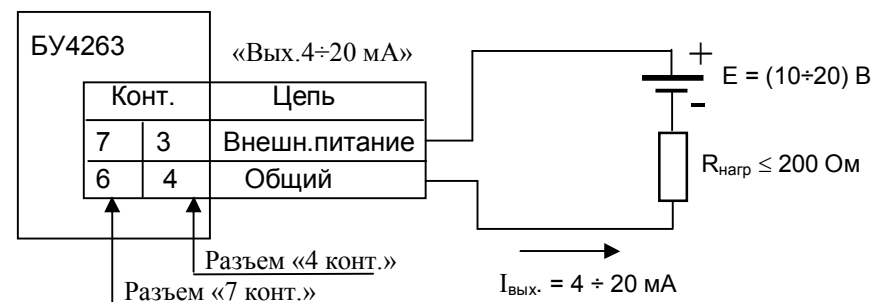 БУ4263
«Вых.4÷20 мА»
Конт. Цепь
7 3 Внешн.питание
6 4 Общий
+
E = (10÷20) В
-
Rнагр ≤ 200 Ом
Разъем «4 конт.»
Разъем «7 конт.»
Iвых. = 4 ÷ 20 мА